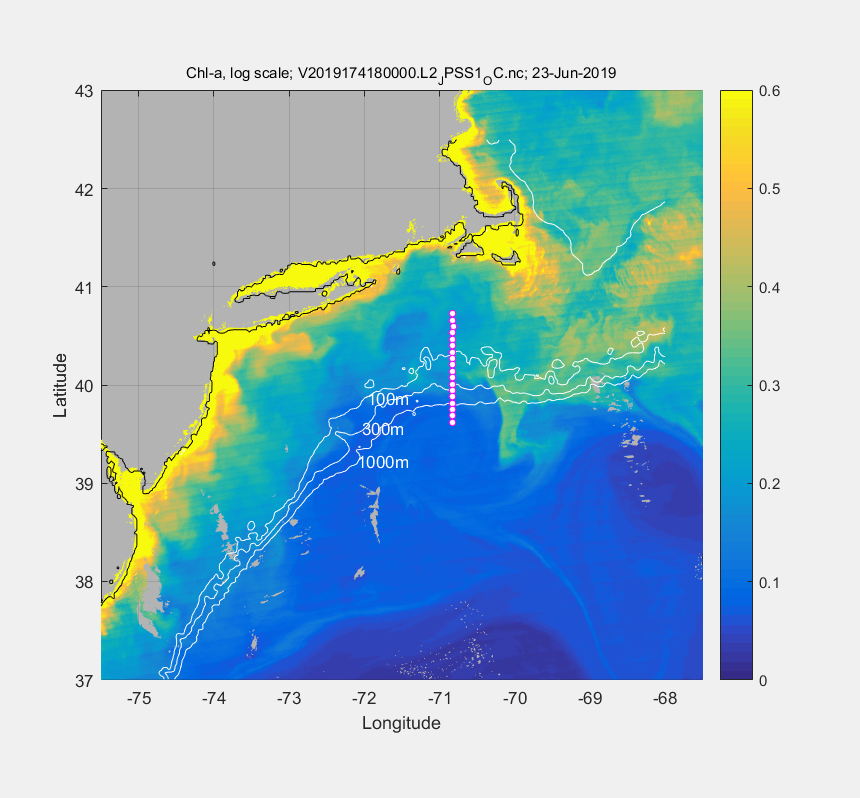 Chl-a, log scale; V2019174180000.L2_JPSS1_OC.nc; 23-Jun-2019
43
42
41
40
39
38
37
Latitude
100m
300m
1000m
-75 -74 -73 -72 -71 -70 -69 -68
Longitude
0.6
0.5
0.4
0.3
0.2
0.1
0